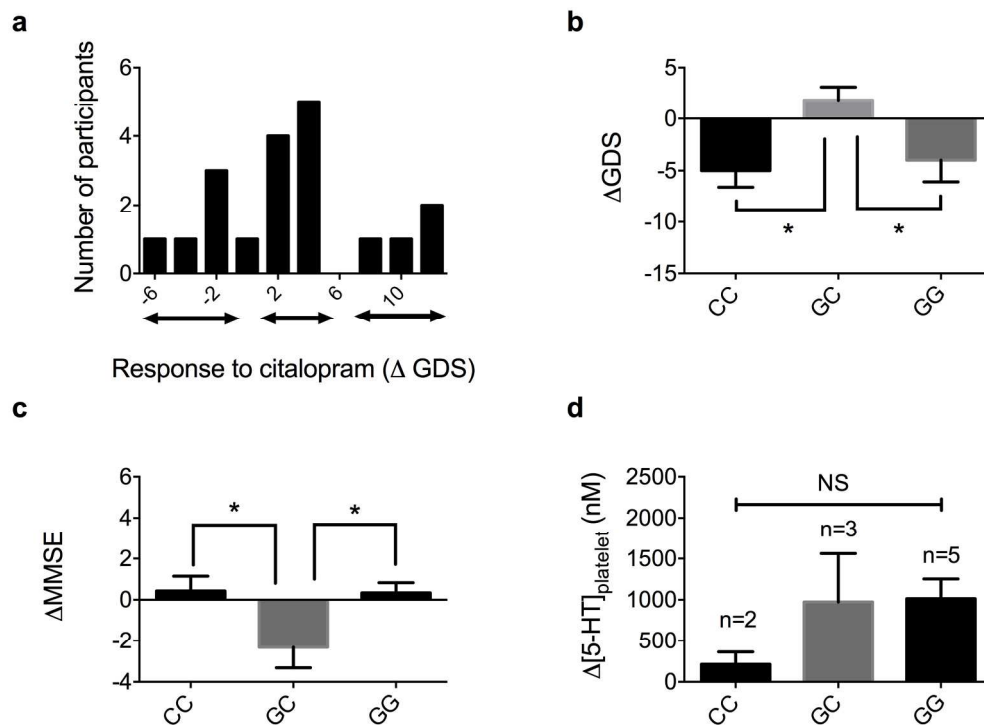 a
Number of participants
6
4
2
0
-6
-2
2
6
10
Response to citalopram (Δ GDS)
b
ΔGDS
5
0
-5
-10
-15
*
*
CC
GC
GG
c
ΔMMSE
6
4
2
0
-2
-4
*
*
CC
GC
GG
d
Δ[5-HT]platelet (nM)
2500
2000
1500
1000
500
0
NS
n=2
n=3
n=5
CC
GC
GG